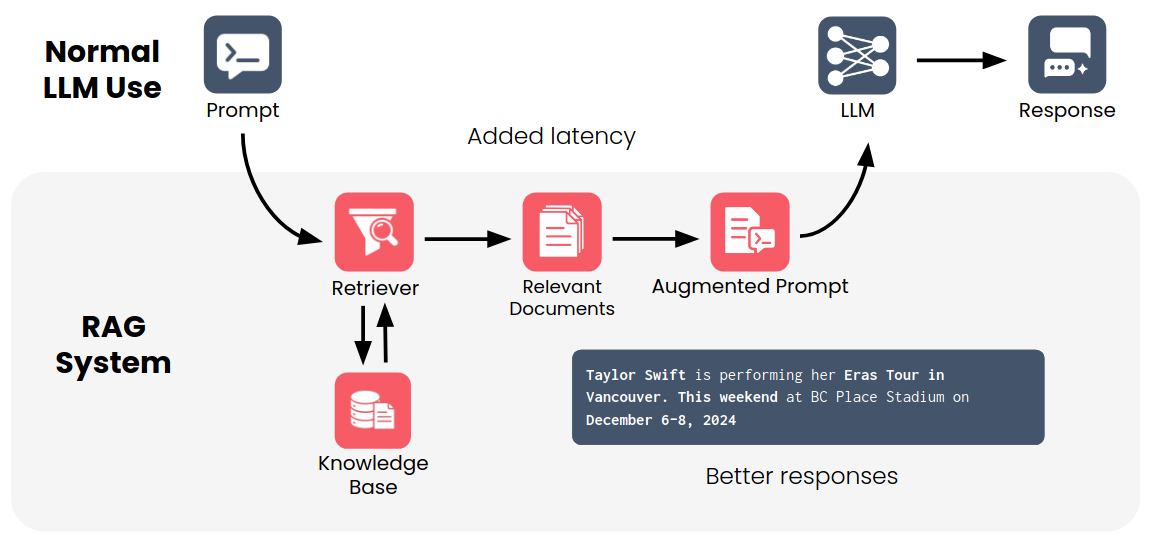 Normal
LLM Use
Prompt
LLM
Response
Added latency
Retriever
Relevant
Documents
Augmented Prompt
RAG
System
Knowledge
Base
Taylor Swift is performing her Eras Tour in
Vancouver. This weekend at BC Place Stadium on
December 6-8, 2024
Better responses